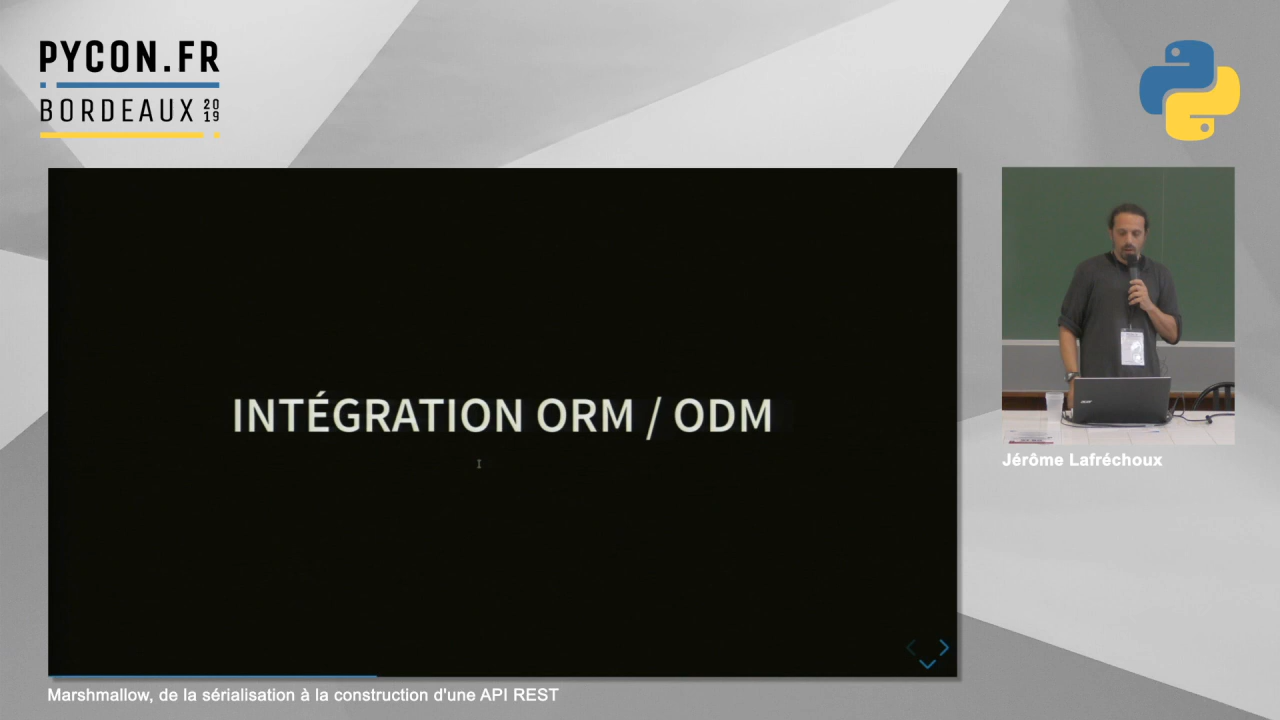 PYCON.FR
BORDEAUX 2019
INTÉGRATION ORM / ODM
Jérôme Lafréchoux
Marshmallow, de la sérialisation à la construction d'une API REST